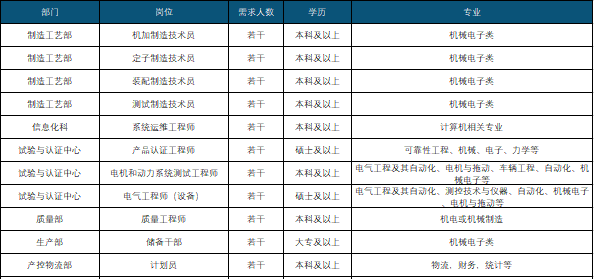 部门 岗位 需求人数 学历 专业
制造工艺部 机加制造技术员 若干 本科及以上 机械电子类
制造工艺部 定子制造技术员 若干 本科及以上 机械电子类
制造工艺部 装配制造技术员 若干 本科及以上 机械电子类
制造工艺部 测试制造技术员 若干 本科及以上 机械电子类
信息化科 系统运维工程师 若干 本科及以上 计算机相关专业
试验与认证中心 产品认证工程师 若干 硕士及以上 可靠性工程、机械、电子、力学等
试验与认证中心 电机和动力系统测试工程师 若干 本科及以上 电气工程及其自动化、电机与拖动、车辆工程、自动化、机
械电子等
试验与认证中心 电气工程师（设备） 若干 硕士及以上 电气工程及其自动化、测控技术与仪器、自动化、机械电子
、电机与拖动等
质量部 质量工程师 若干 本科及以上 机电或机械制造
生产部 储备干部 若干 大专及以上 机械电子类
产控物流部 计划员 若干 本科及以上 物流、财务、统计等